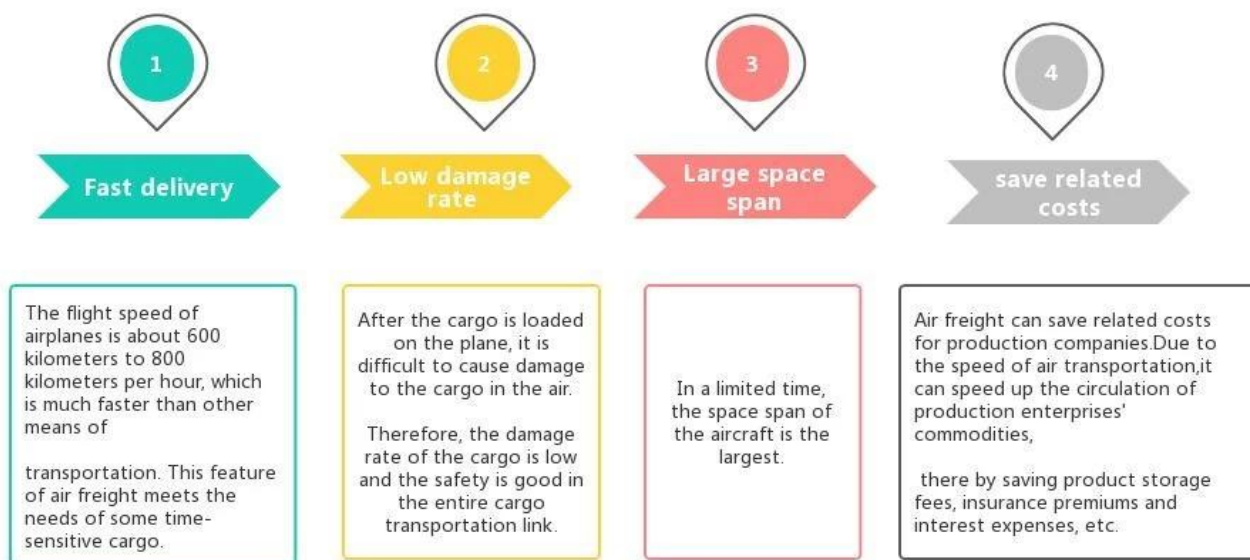 1
Fast delivery
The flight speed of
airplanes is about 600
kilometers to 800
kilometers per hour, which
is much faster than other
means of
transportation. This feature
of air freight meets the
needs of some time-
sensitive cargo.
2
Low damage
rate
After the cargo is loaded
on the plane, it is
difficult to cause damage
to the cargo in the air.
Therefore, the damage
rate of the cargo is low
and the safety is good in
the entire cargo
transportation link.
3
Large space
span
In a limited time,
the space span of
the aircraft is the
largest.
4
save related
costs
Air freight can save related costs
for production companies.Due to
the speed of air transportation,it
can speed up the circulation of
production enterprises'
commodities,
there by saving product storage
fees, insurance premiums and
interest expenses, etc.